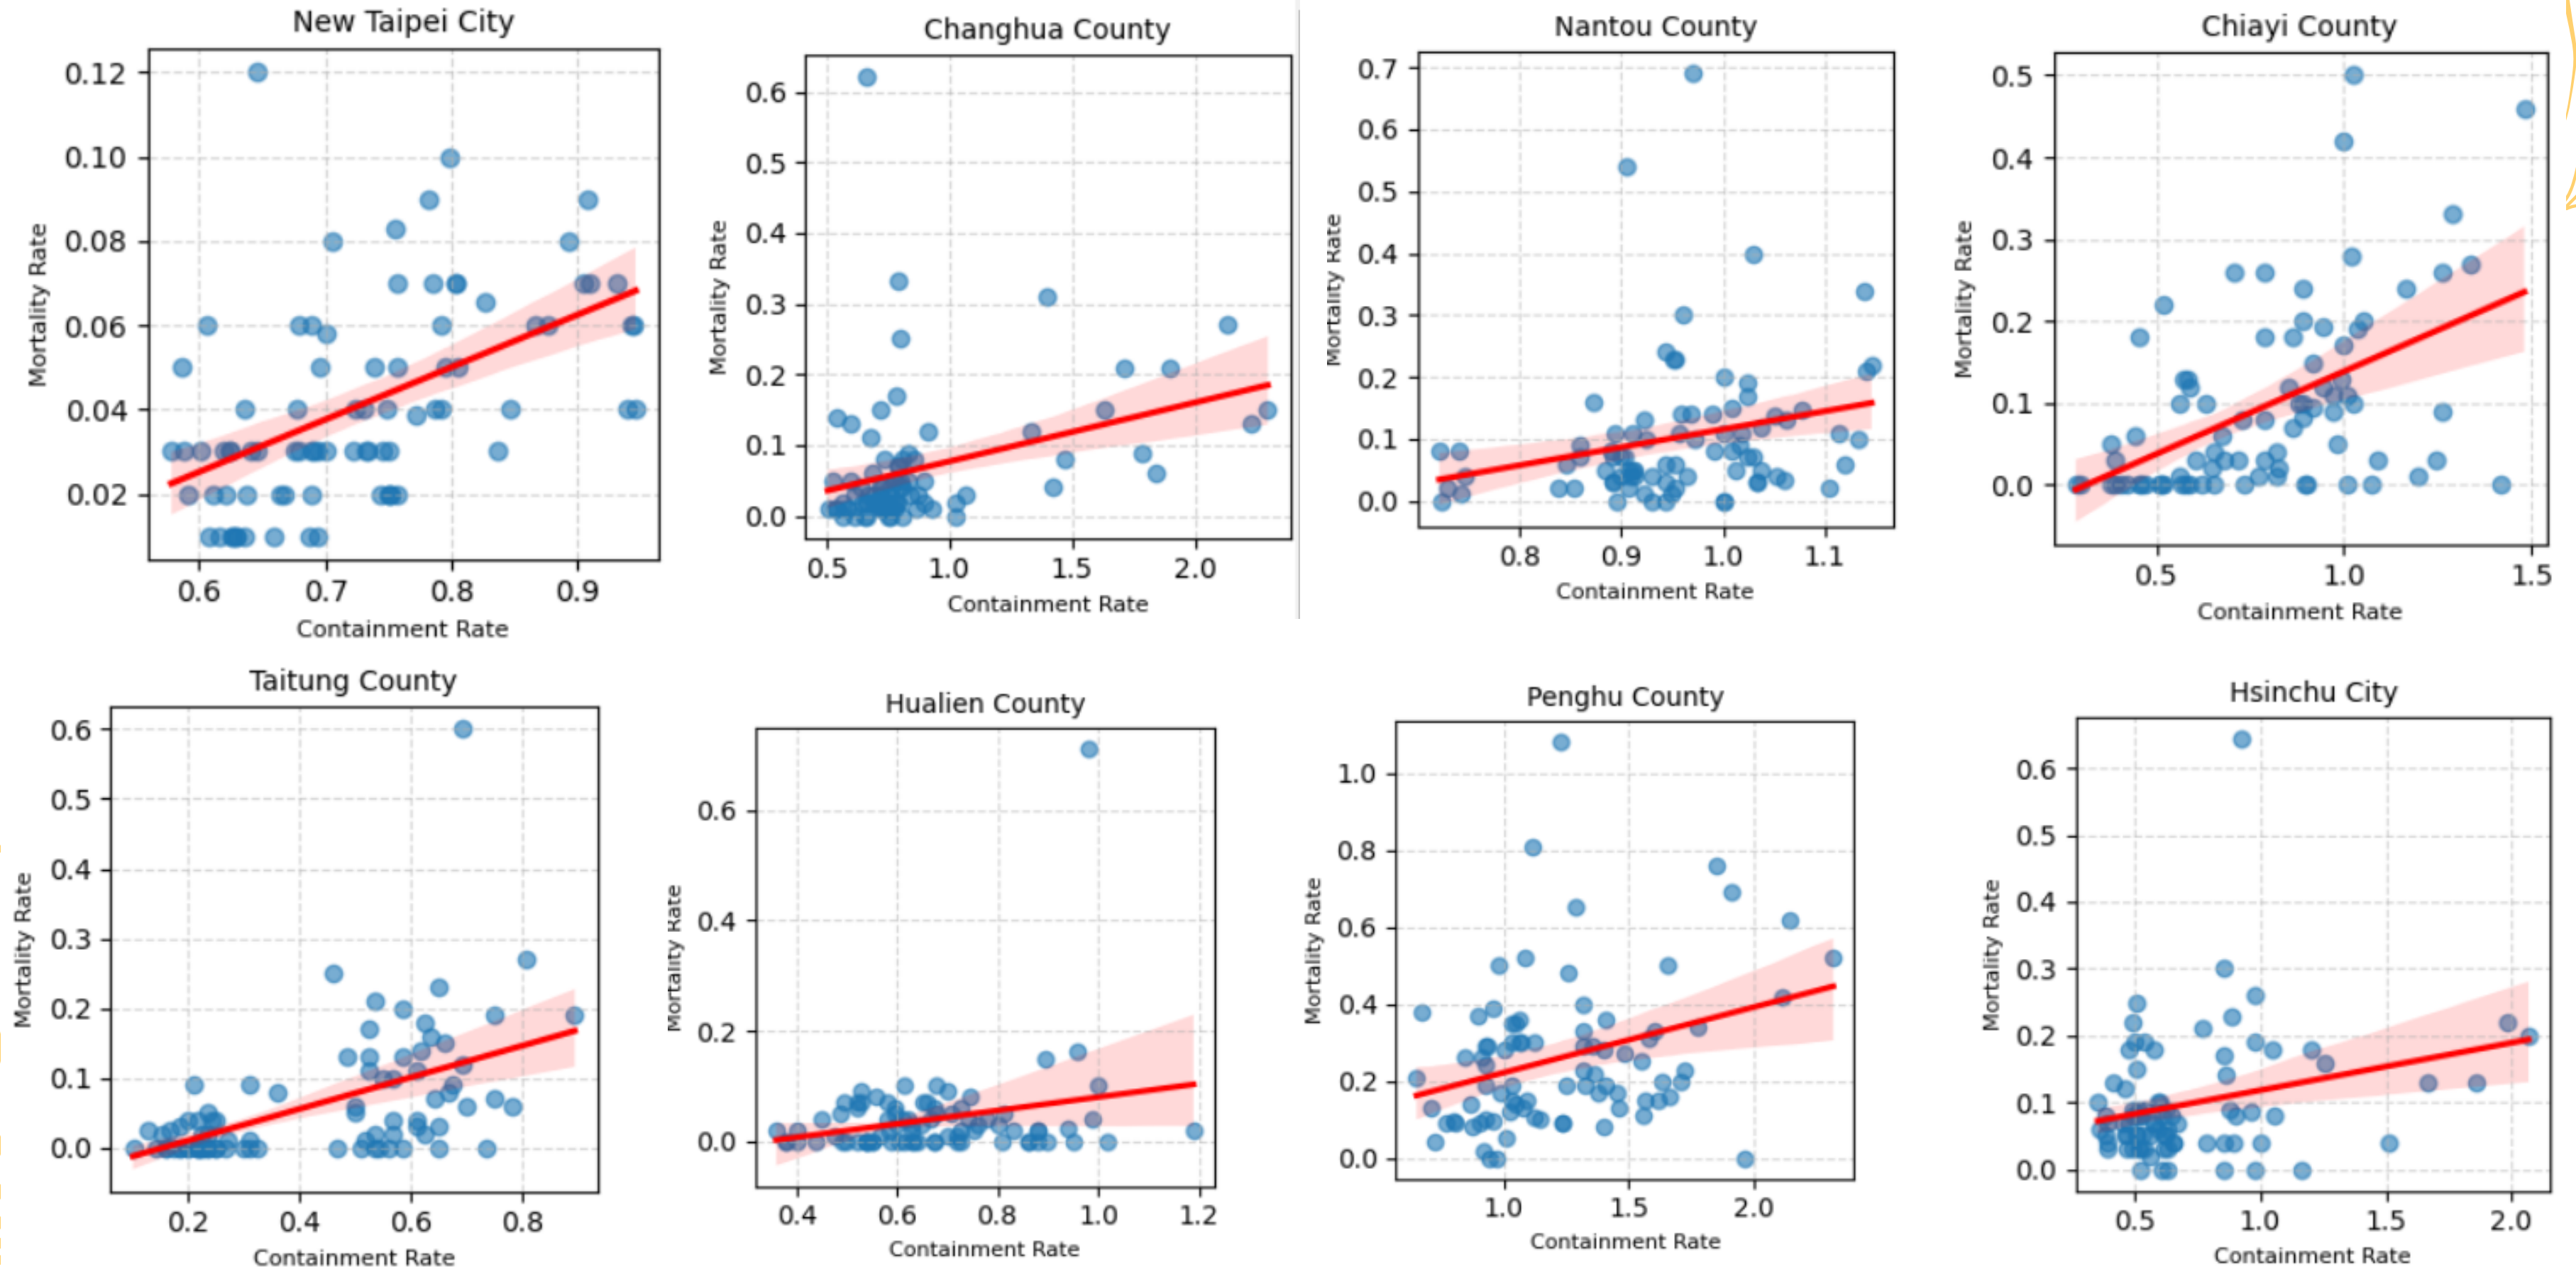 New Taipei City
Mortality Rate
0.12
0.10
0.08
0.06
0.04
0.02
0.6 0.7 0.8 0.9
Containment Rate
Changhua County
Mortality Rate
0.6
0.5
0.4
0.3
0.2
0.1
0.0
0.5 1.0 1.5 2.0
Containment Rate
Nantou County
Mortality Rate
0.7
0.6
0.5
0.4
0.3
0.2
0.1
0.0
0.8 0.9 1.0 1.1
Containment Rate
Chiayi County
Mortality Rate
0.5
0.4
0.3
0.2
0.1
0.0
0.5 1.0 1.5
Containment Rate
Taitung County
Mortality Rate
0.6
0.5
0.4
0.3
0.2
0.1
0.0
0.2 0.4 0.6 0.8
Containment Rate
Hualien County
Mortality Rate
0.6
0.4
0.2
0.0
0.4 0.6 0.8 1.0 1.2
Containment Rate
Penghu County
Mortality Rate
1.0
0.8
0.6
0.4
0.2
0.0
1.0 1.5 2.0
Containment Rate
Hsinchu City
Mortality Rate
0.6
0.5
0.4
0.3
0.2
0.1
0.0
0.5 1.0 1.5 2.0
Containment Rate